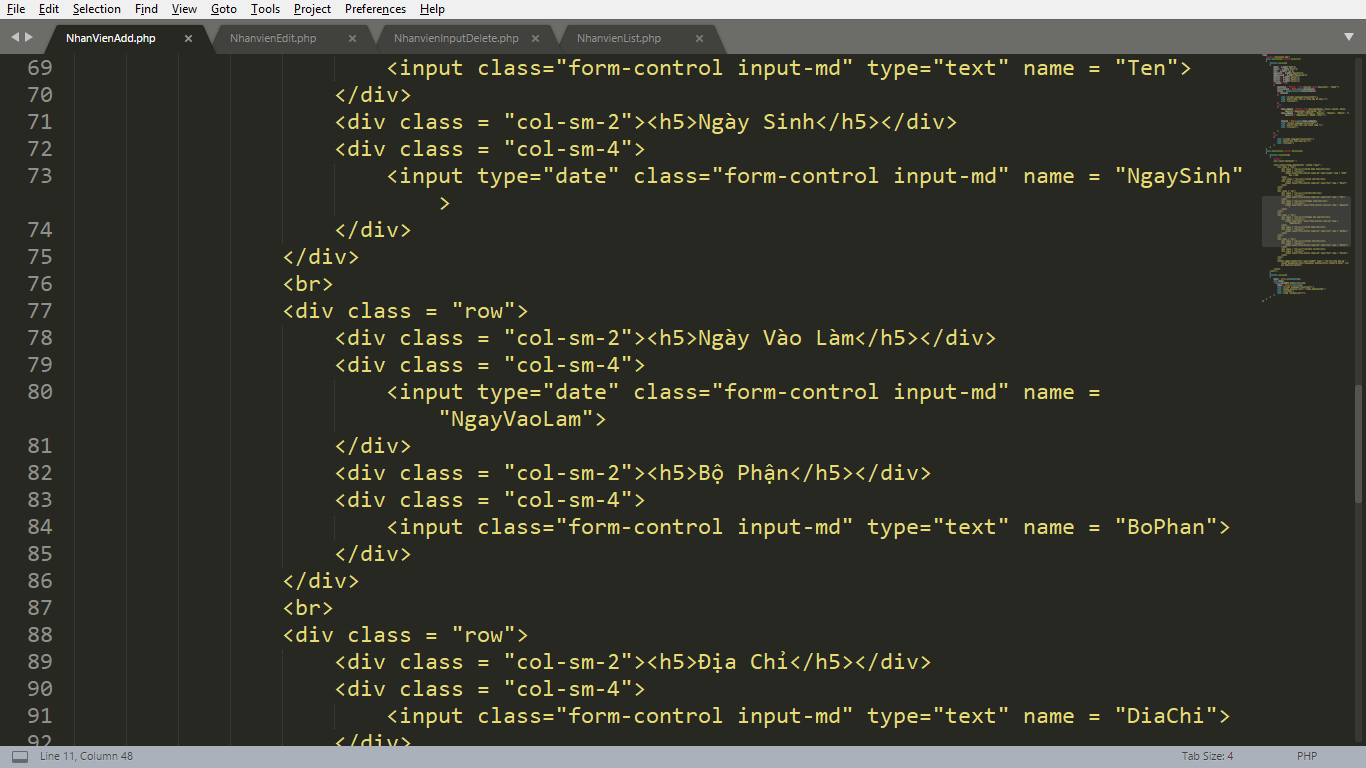 File Edit Selection Find View Goto Tools Project Preferences Help
NhanVienAdd.php × NhanvienEdit.php × NhanvienInputDelete.php × NhanvienList.php ×
69 <input class="form-control input-md" type="text" name = "Ten">
70 </div>
71 <div class = "col-sm-2"><h5>Ngày Sinh</h5></div>
72 <div class = "col-sm-4">
73 <input type="date" class="form-control input-md" name = "NgaySinh"
>
74 </div>
75 </div>
76 <br>
77 <div class = "row">
78 <div class = "col-sm-2"><h5>Ngày Vào Làm</h5></div>
79 <div class = "col-sm-4">
80 <input type="date" class="form-control input-md" name =
"NgayVaoLam">
81 </div>
82 <div class = "col-sm-2"><h5>Bộ Phận</h5></div>
83 <div class = "col-sm-4">
84 <input class="form-control input-md" type="text" name = "BoPhan">
85 </div>
86 </div>
87 <br>
88 <div class = "row">
89 <div class = "col-sm-2"><h5>Địa Chỉ</h5></div>
90 <div class = "col-sm-4">
91 <input class="form-control input-md" type="text" name = "DiaChi">
92 </div>
Line 11, Column 48 Tab Size: 4 PHP